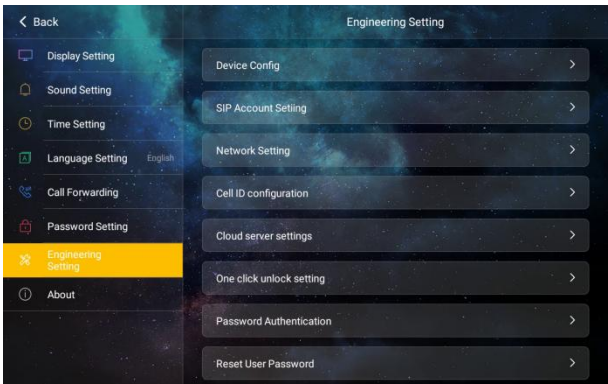 Back
Engineering Setting
Display Setting
Sound Setting
Time Setting
Language Setting English
Call Forwarding
Password Setting
Engineering
Setting
About
Device Config
SIP Account Setiing
Network Setting
Cell ID configuration
Cloud server settings
One click unlock setting
Password Authentication
Reset User Password